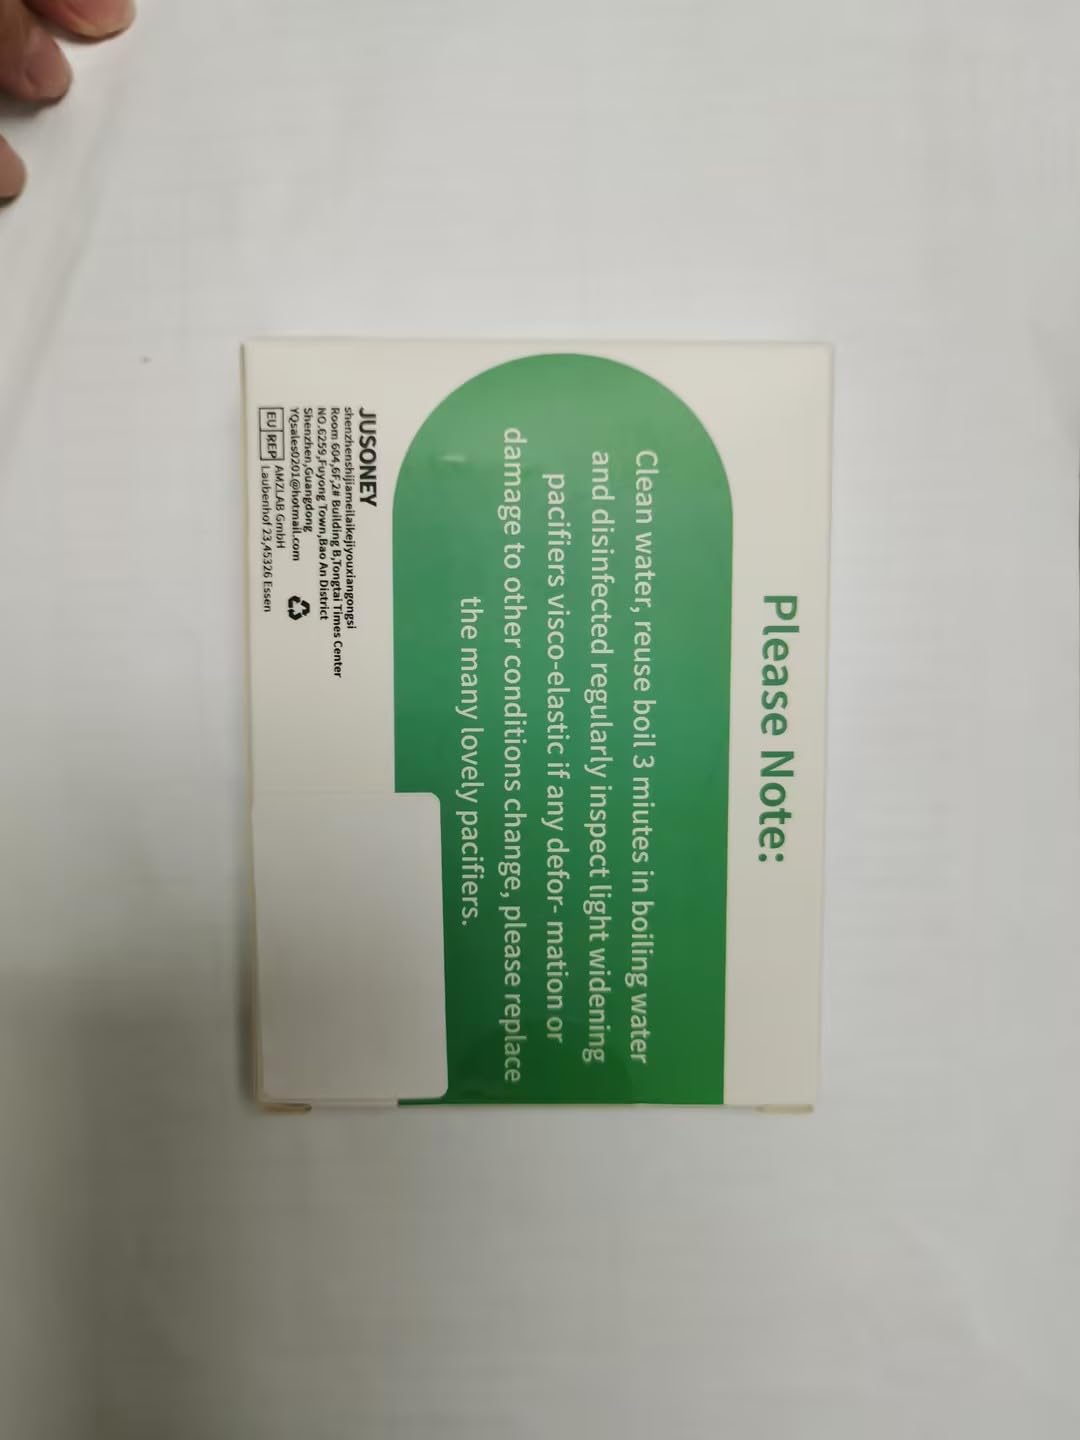 Please Note:
Clean water, reuse boil 3 miutes in boiling water
and disinfected regularly inspect light widening
pacifiers visco-elastic if any defor- mation or
damage to other conditions change, please replace
the many lovely pacifiers.
JUSONEY
shenzhenshijiameilaikejiyouxiangongsi
Room 604,6F,2# Building B,Tongtai Times Center
NO.6259,Fuyong Town,Bao An District
Shenzhen,Guangdong
YQsales0201@hotmail.com
EU REP AMZLAB GmbH
Laubenhof 23,45326 Essen